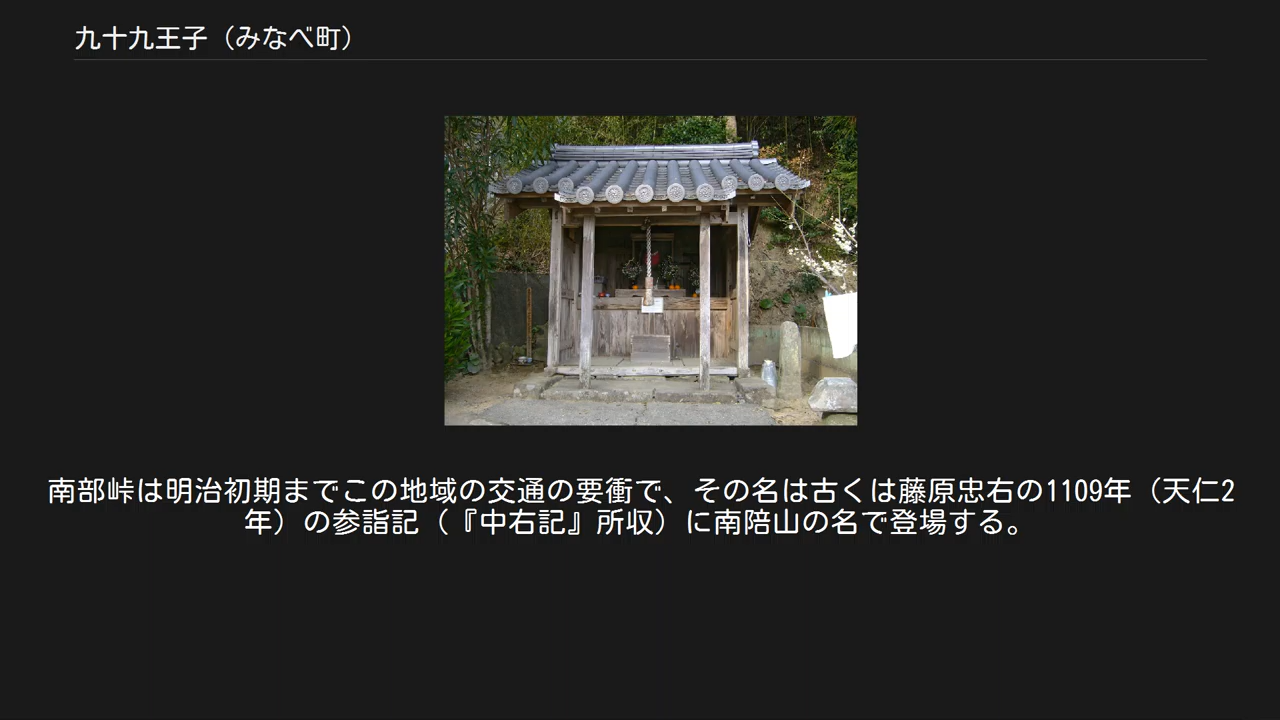 九十九王子（みなべ町）
南部峠は明治初期までこの地域の交通の要衝で、その名は古くは藤原忠右の1109年（天仁2
年）の参詣記（『中右記』所収）に南陪山の名で登場する。